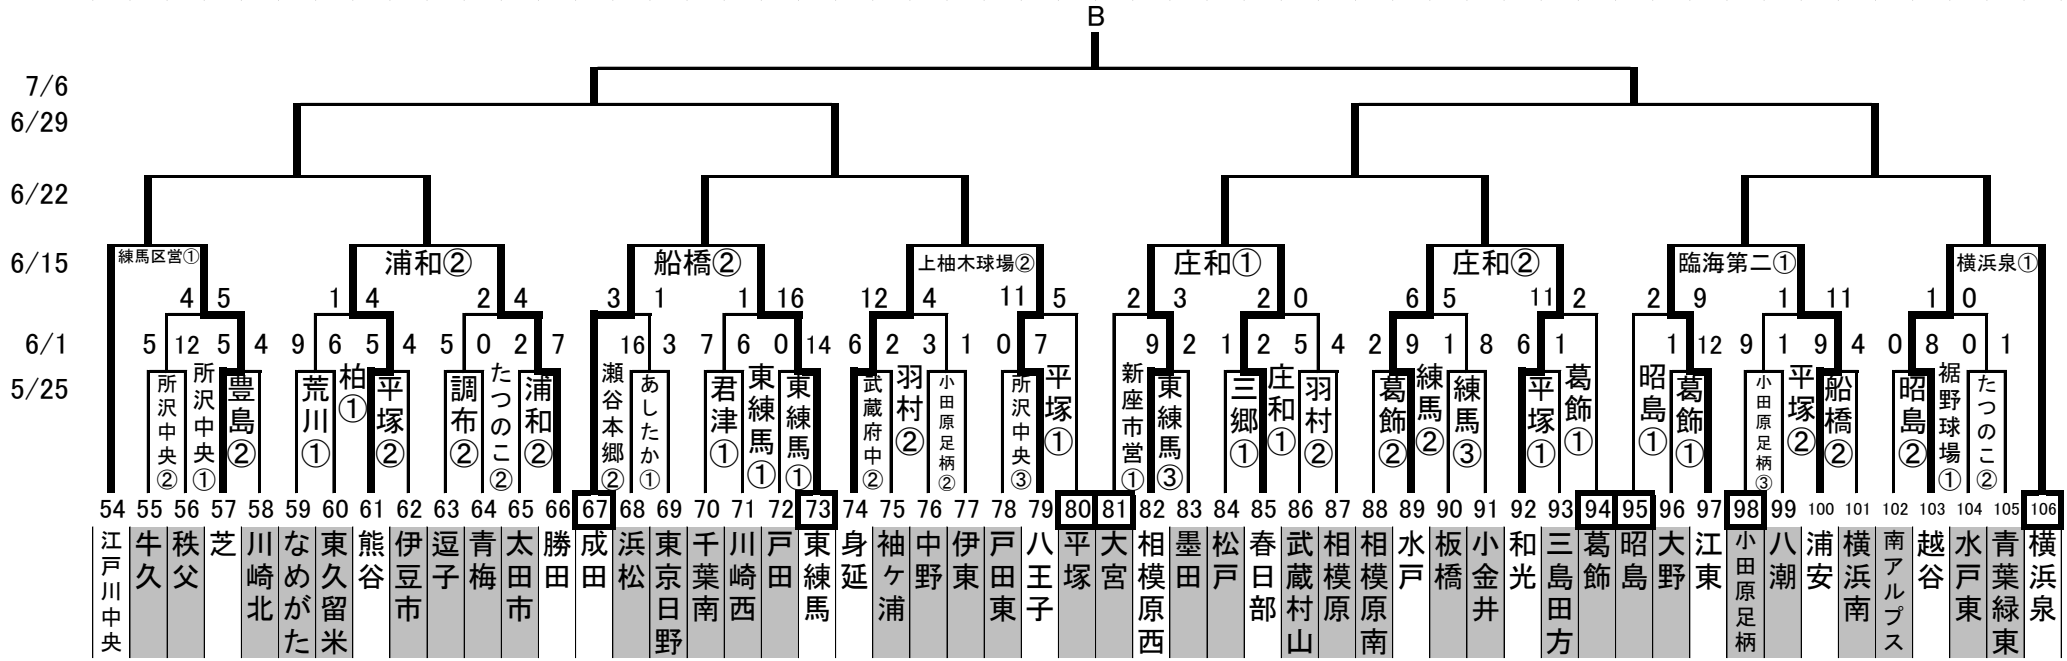 B
7/6
6/29
6/22
6/15
練馬区営①
浦和②
船橋②
上柚木球場②
庄和①
庄和②
臨海第二①
横浜泉①
4 5 1 4 2 4 3 1 1 16 12 4 11 5 2 3 2 0 6 5 11 2 2 9 1 11 1 0
6/1
5 12 5 4 9 6 5 4 5 0 2 7 16 3 7 6 0 14 6 2 3 1 0 7 9 2 1 2 5 4 2 9 1 8 6 1 1 12 9 1 9 4 0 8 0 1
5/25
所沢中央②
所沢中央①
豊島②
荒川①
柏①
平塚②
調布②
たつのこ②
浦和②
瀬谷本郷②
あしたか①
君津①
東練馬①
東練馬①
武蔵府中②
羽村②
小田原足柄②
所沢中央③
平塚①
新座市営①
東練馬③
三郷①
庄和①
羽村②
葛飾②
練馬②
練馬③
平塚①
葛飾①
昭島①
葛飾①
小田原足柄③
平塚②
船橋②
昭島②
裾野球場①
たつのこ②
54 55 56 57 58 59 60 61 62 63 64 65 66 67 68 69 70 71 72 73 74 75 76 77 78 79 80 81 82 83 84 85 86 87 88 89 90 91 92 93 94 95 96 97 98 99 100 101 102 103 104 105 106
江戸川中央
牛久
秩父
芝
川崎北
なめがた
東久留米
熊谷
伊豆市
逗子
青梅
太田市
勝田
成田
浜松
東京日野
千葉南
川崎西
戸田
東練馬
身延
袖ヶ浦
中野
伊東
戸田東
八王子
平塚
大宮
相模原西
墨田
松戸
春日部
武蔵村山
相模原
相模原南
水戸
板橋
小金井
和光
三島田方
葛飾
昭島
大野
江東
小田原足柄
八潮
浦安
横浜南
南アルプス
越谷
水戸東
青葉緑東
横浜泉